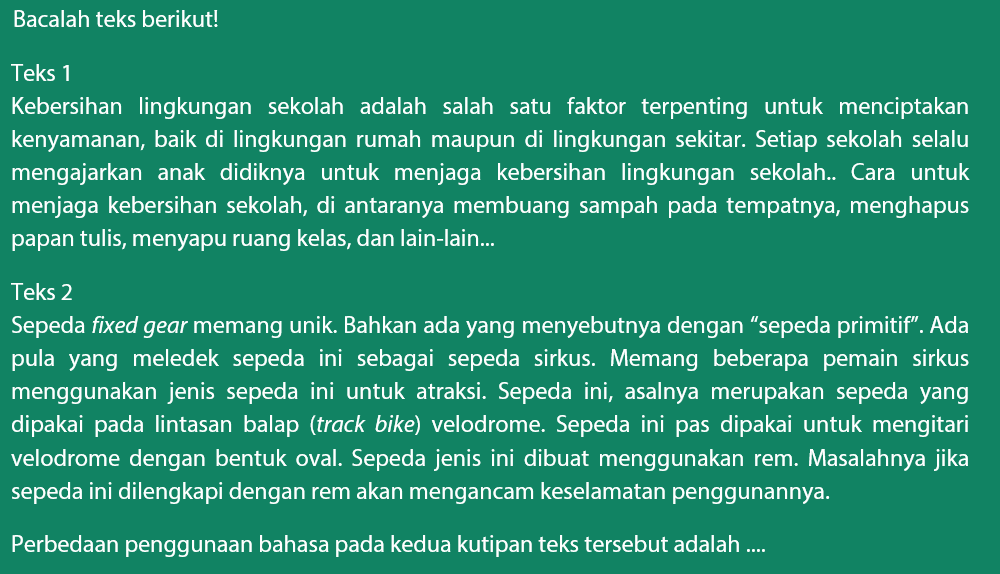 Bacalah teks berikut!
Teks 1
Kebersihan lingkungan sekolah adalah salah satu faktor terpenting untuk menciptakan
kenyamanan, baik di lingkungan rumah maupun di lingkungan sekitar. Setiap sekolah selalu
mengajarkan anak didiknya untuk menjaga kebersihan lingkungan sekolah.. Cara untuk
menjaga kebersihan sekolah, di antaranya membuang sampah pada tempatnya, menghapus
papan tulis, menyapu ruang kelas, dan lain-lain...
Teks 2
Sepeda fixed gear memang unik. Bahkan ada yang menyebutnya dengan “sepeda primitif”. Ada
pula yang meledek sepeda ini sebagai sepeda sirkus. Memang beberapa pemain sirkus
menggunakan jenis sepeda ini untuk atraksi. Sepeda ini, asalnya merupakan sepeda yang
dipakai pada lintasan balap (track bike) velodrome. Sepeda ini pas dipakai untuk mengitari
velodrome dengan bentuk oval. Sepeda jenis ini dibuat menggunakan rem. Masalahnya jika
sepeda ini dilengkapi dengan rem akan mengancam keselamatan penggunannya.
Perbedaan penggunaan bahasa pada kedua kutipan teks tersebut adalah ....